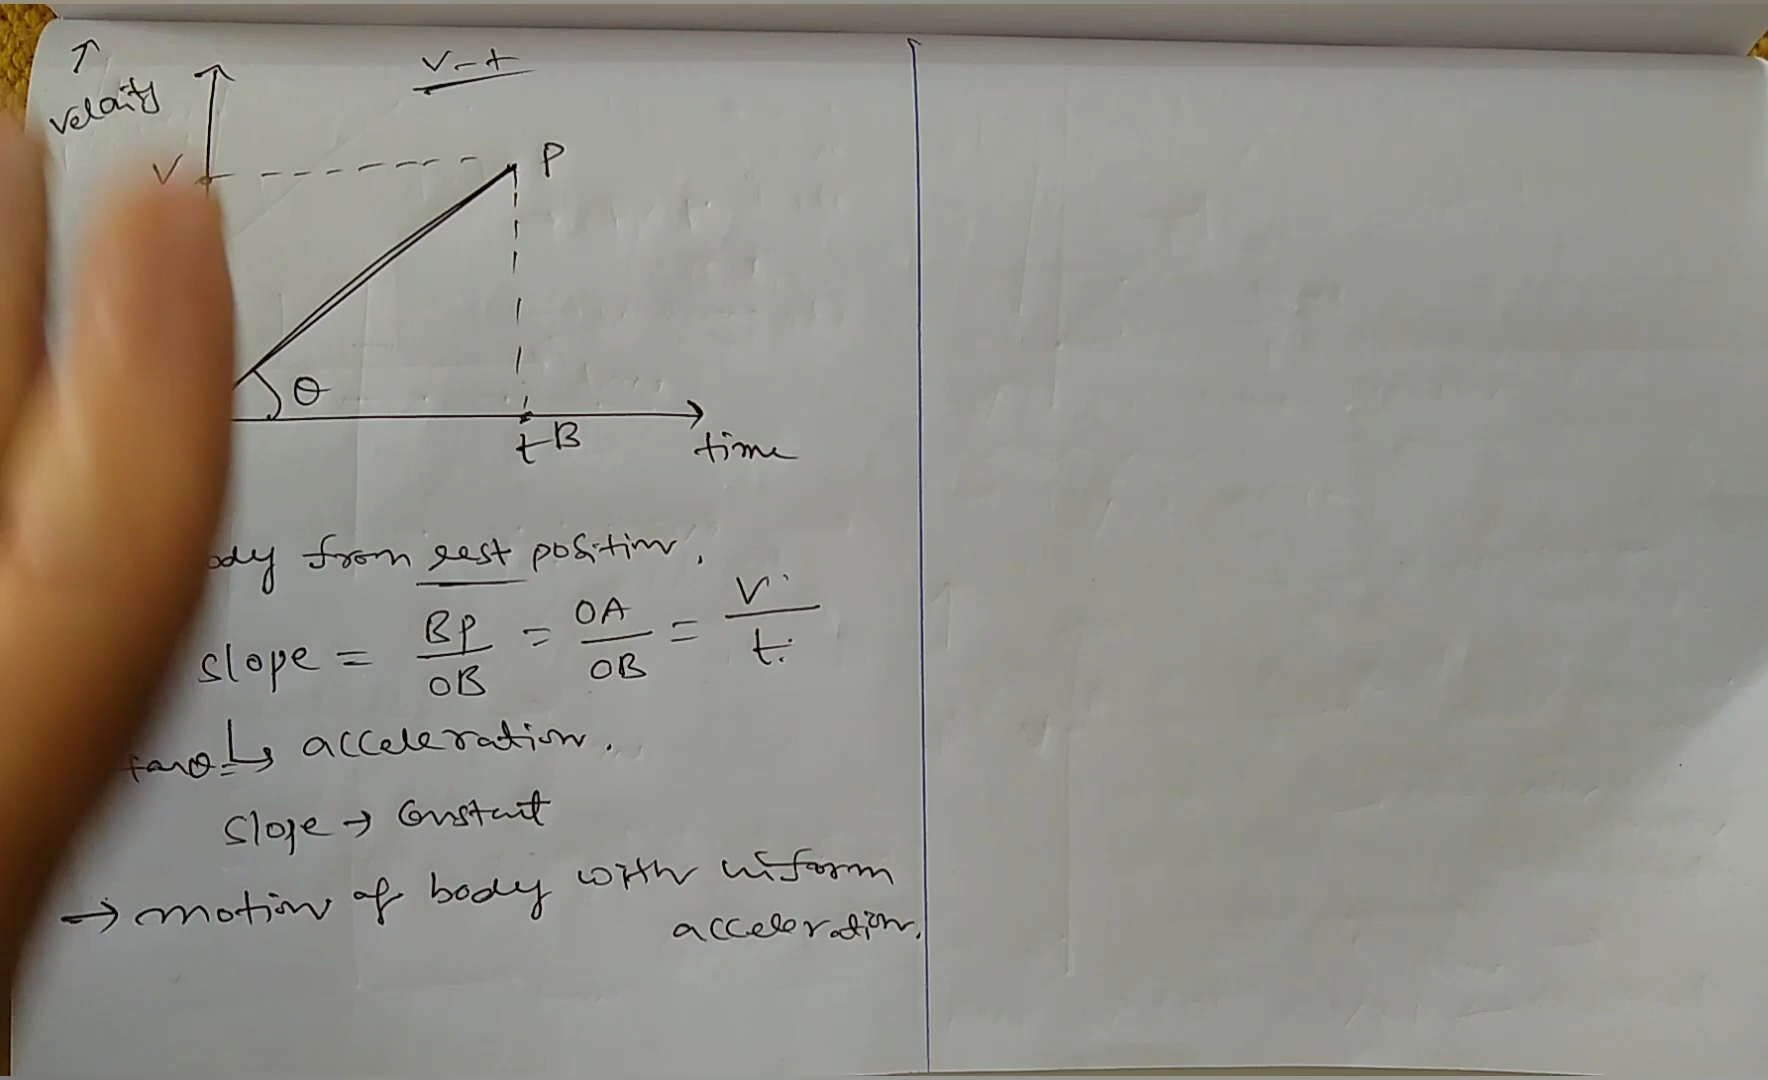 v-t
velocity
V
P
θ
t B
time
ody from rest position.
slope = BP/OB = OA/OB = V/t.
tanθ = ↳ acceleration.
slope → Constant
→ motion of body with uniform
acceleration.